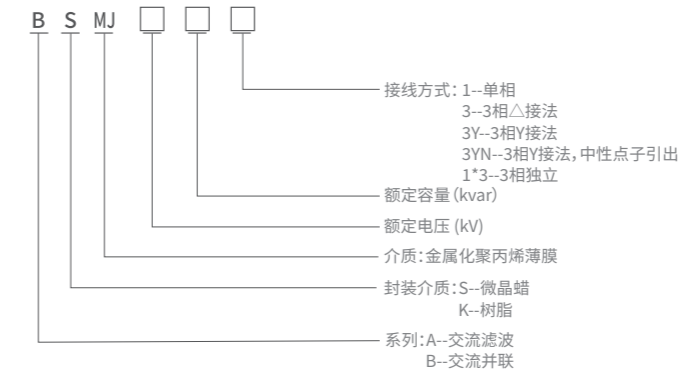 B S MJ □ □ □
接线方式：1--单相
3--3相△接法
3Y--3相Y接法
3YN--3相Y接法，中性点子引出
1*3--3相独立
额定容量（kvar）
额定电压 (kV)
介质：金属化聚丙烯薄膜
封装介质：S--微晶蜡
K--树脂
系列：A--交流滤波
B--交流并联